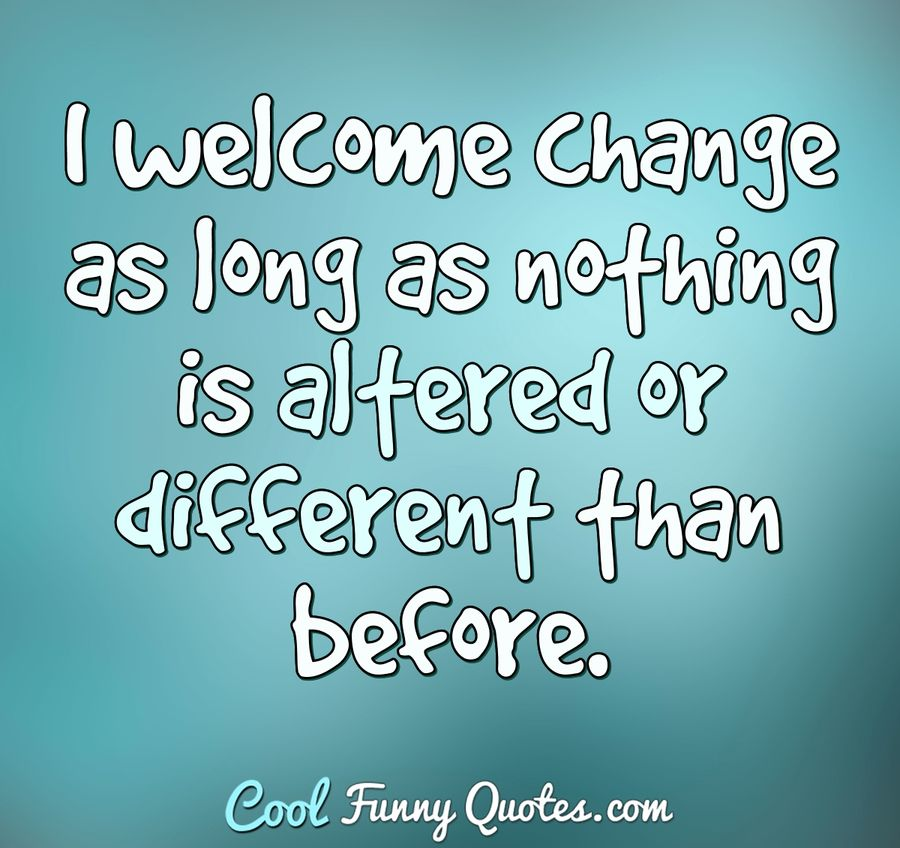 I welcome change
as long as nothing
is altered or
different than
before.
Cool Funny Quotes.com